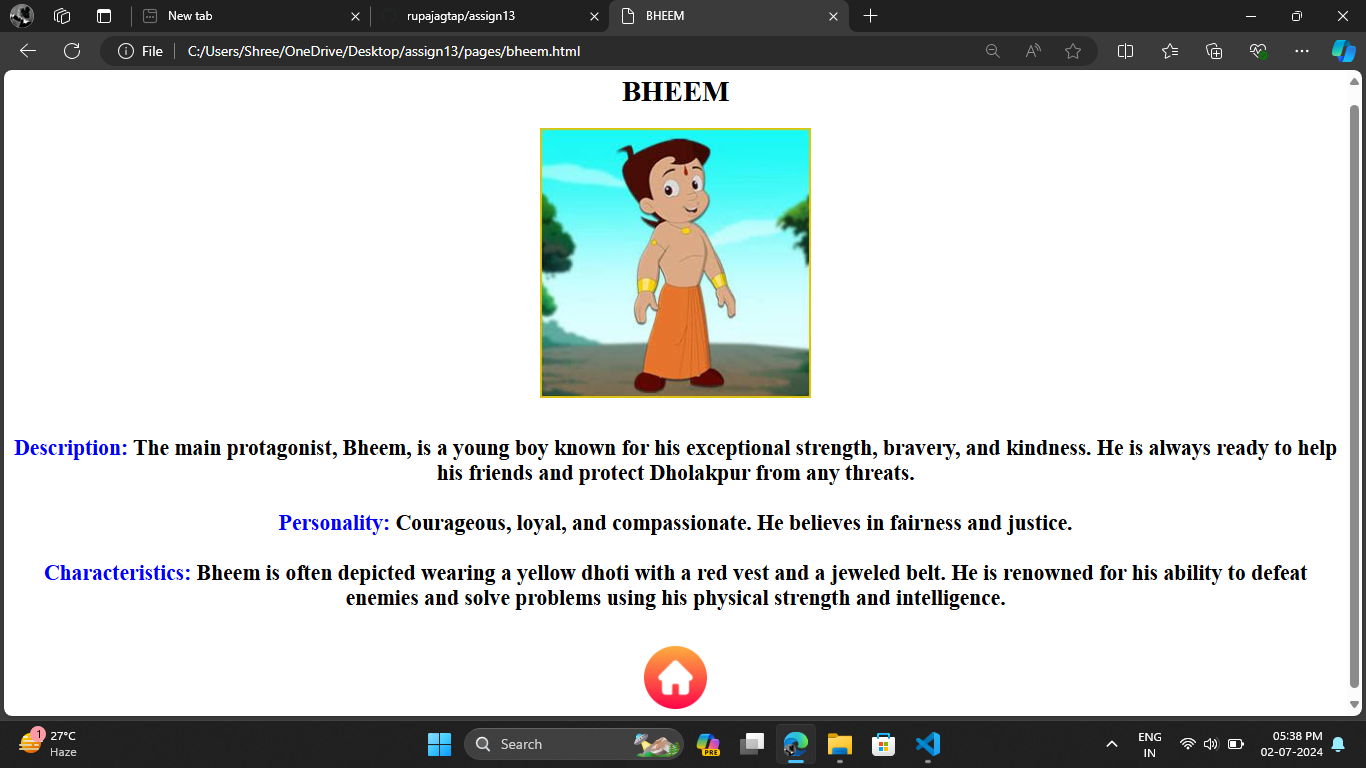 New tab
rupajagtap/assign13
BHEEM
File
C:/Users/Shree/OneDrive/Desktop/assign13/pages/bheem.html
BHEEM
Description: The main protagonist, Bheem, is a young boy known for his exceptional strength, bravery, and kindness. He is always ready to help
his friends and protect Dholakpur from any threats.
Personality: Courageous, loyal, and compassionate. He believes in fairness and justice.
Characteristics: Bheem is often depicted wearing a yellow dhoti with a red vest and a jeweled belt. He is renowned for his ability to defeat
enemies and solve problems using his physical strength and intelligence.
1
27°C
Haze
Search
PRE
ENG
IN
05:38 PM
02-07-2024